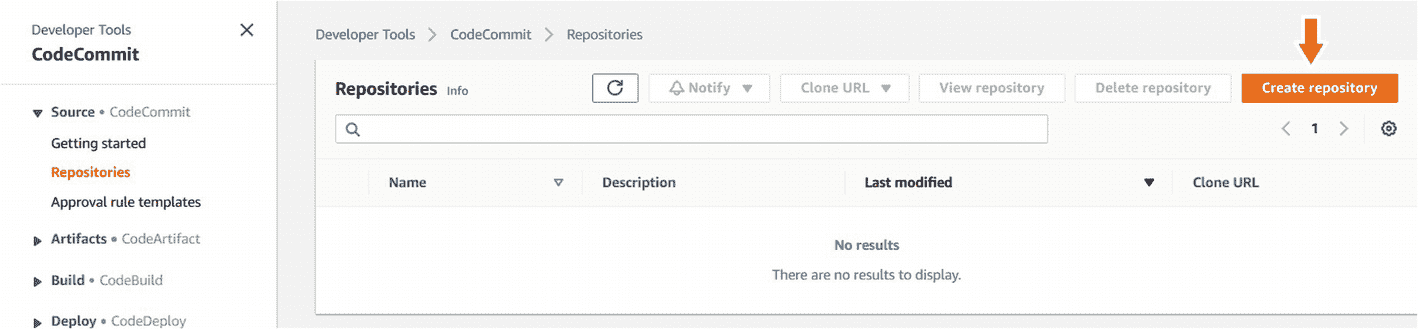 Developer Tools
CodeCommit
Source • CodeCommit
Getting started
Repositories
Approval rule templates
Artifacts • CodeArtifact
Build • CodeBuild
Deploy • CodeDeploy
Developer Tools > CodeCommit > Repositories
Repositories Info Notify Clone URL View repository Delete repository Create repository
1
Name Description Last modified Clone URL
No results
There are no results to display.